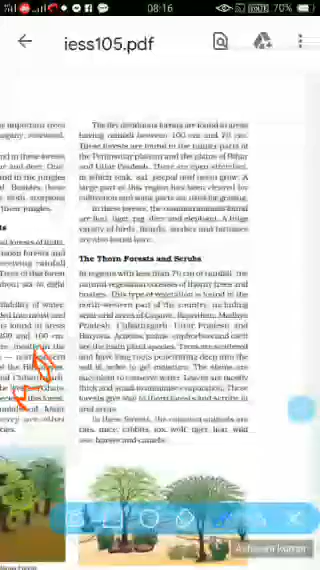 08:16
70%
iess105.pdf
The dry deciduous forests are found in areas
having rainfall between 100 cm and 70 cm.
These forests are found in the rainier parts of
the Peninsular plateau and the plains of Bihar
and Uttar Pradesh. There are open stretches,
in which teak, sal, peepal and neem grow. A
large part of this region has been cleared for
cultivation and some parts are used for grazing.
In these forests, the common animals found
are lion, tiger, pig, deer and elephant. A huge
variety of birds, lizards, snakes and tortoises
are also found here.
The Thorn Forests and Scrubs
In regions with less than 70 cm of rainfall, the
natural vegetation consists of thorny trees and
bushes. This type of vegetation is found in the
north-western part of the country, including
semi-arid areas of Gujarat, Rajasthan, Madhya
Pradesh, Chhattisgarh, Uttar Pradesh and
Haryana. Acacias, palms, euphorbias and cacti
are the main plant species. Trees are scattered
and have long roots penetrating deep into the
soil in order to get moisture. The stems are
succulent to conserve water. Leaves are mostly
thick and small to minimise evaporation. These
forests give way to thorn forests and scrubs in
arid areas.
In these forests, the common animals are
rats, mice, rabbits, fox, wolf, tiger, lion, wild
ass, horses and camels.
Ashwani kumar